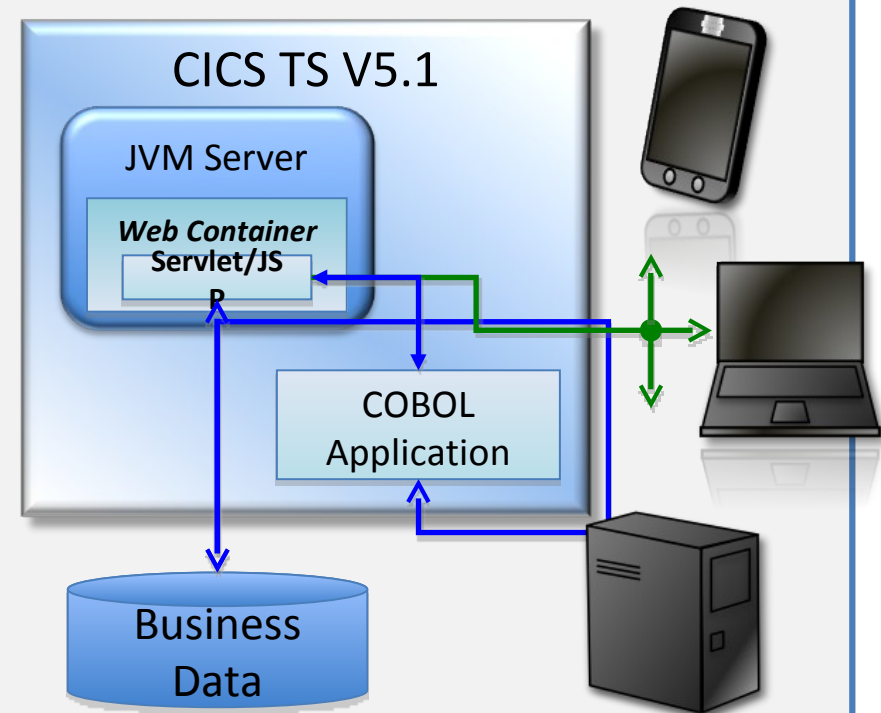 CICS TS V5.1
JVM Server
Web Container
Servlet/JS
P
COBOL
Application
Business
Data